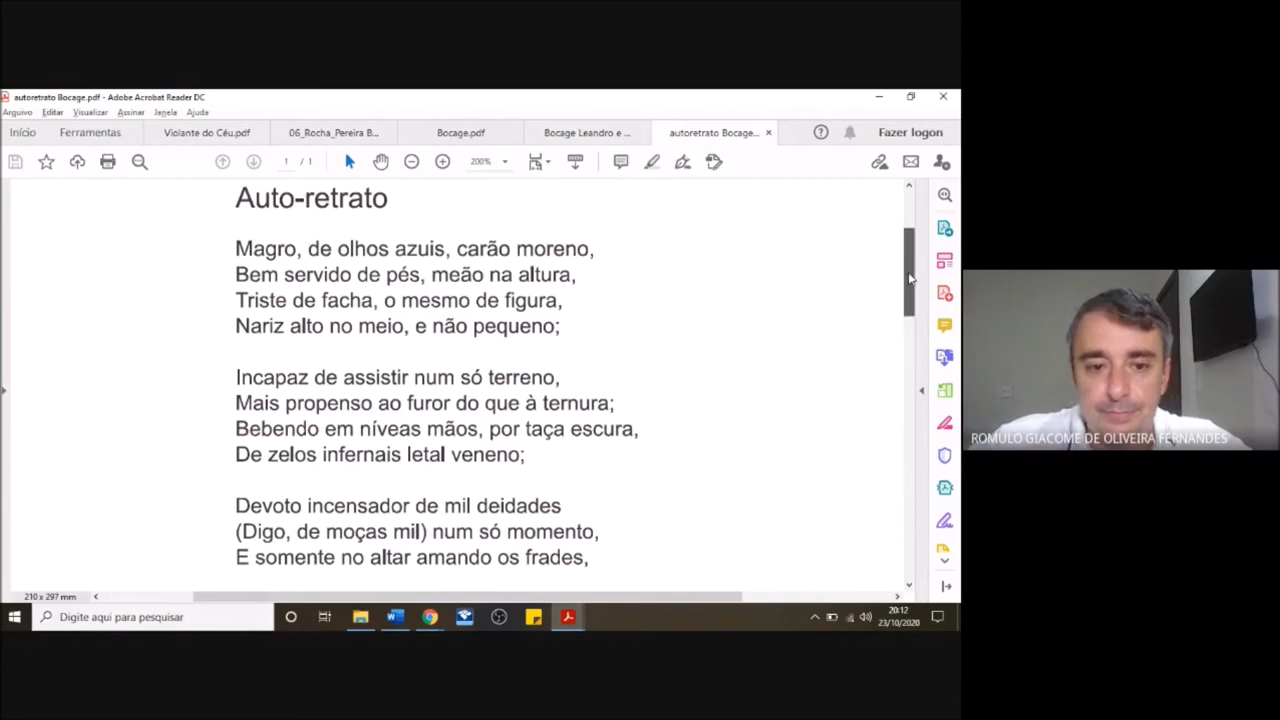 autoretrato Bocage.pdf - Adobe Acrobat Reader DC
Arquivo Editar Visualizar Assinar Janela Ajuda
Início Ferramentas Violante do Céu.pdf 06_Rocha_Pereira B... Bocage.pdf Bocage Leandro e ... autoretrato Bocage... × Fazer logon
1 / 1 200%
Auto-retrato
Magro, de olhos azuis, carão moreno,
Bem servido de pés, meão na altura,
Triste de facha, o mesmo de figura,
Nariz alto no meio, e não pequeno;
Incapaz de assistir num só terreno,
Mais propenso ao furor do que à ternura;
Bebendo em níveas mãos, por taça escura,
De zelos infernais letal veneno;
Devoto incensador de mil deidades
(Digo, de moças mil) num só momento,
E somente no altar amando os frades,
210 x 297 mm
Digite aqui para pesquisar
20:12
23/10/2020
ROMULO GIACOME DE OLIVEIRA FERNANDES